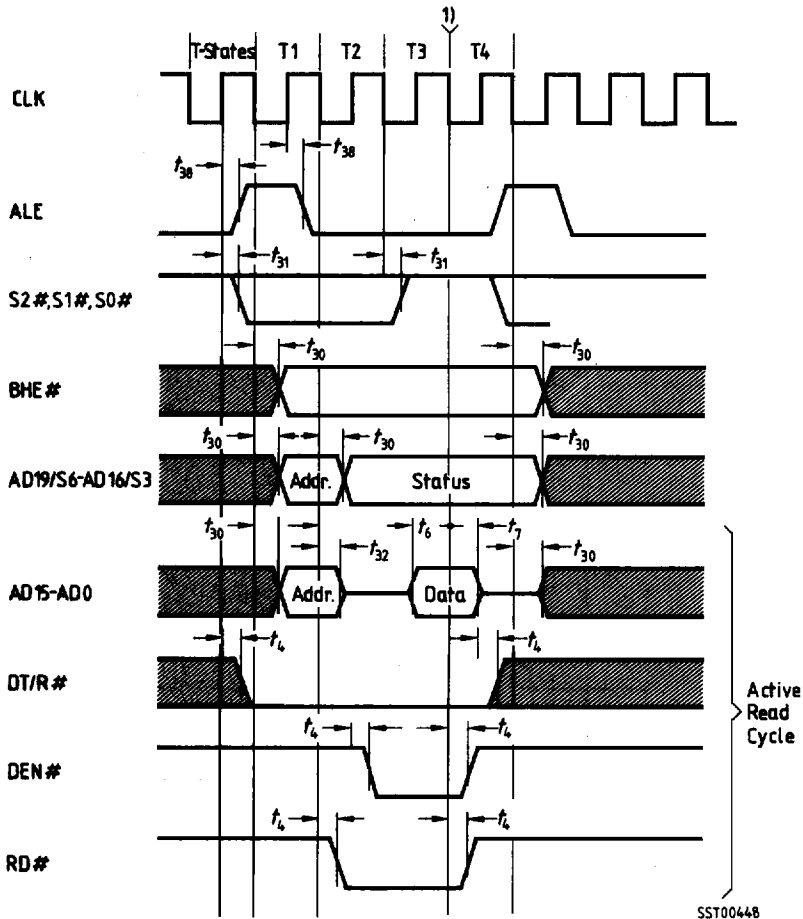 1)
T-States T1 T2 T3 T4
CLK
t38
t38
ALE
t31 t31
S2#,S1#,S0#
t30 t30
BHE#
t30 t30 t30
AD19/S6-AD16/S3 Addr. Status
t30 t32 t6 t7 t30
AD15-AD0 Addr. Data
t4 t4
DT/R#
Active
Read
Cycle
t4 t4
DEN#
t4 t4
RD#
SST00448